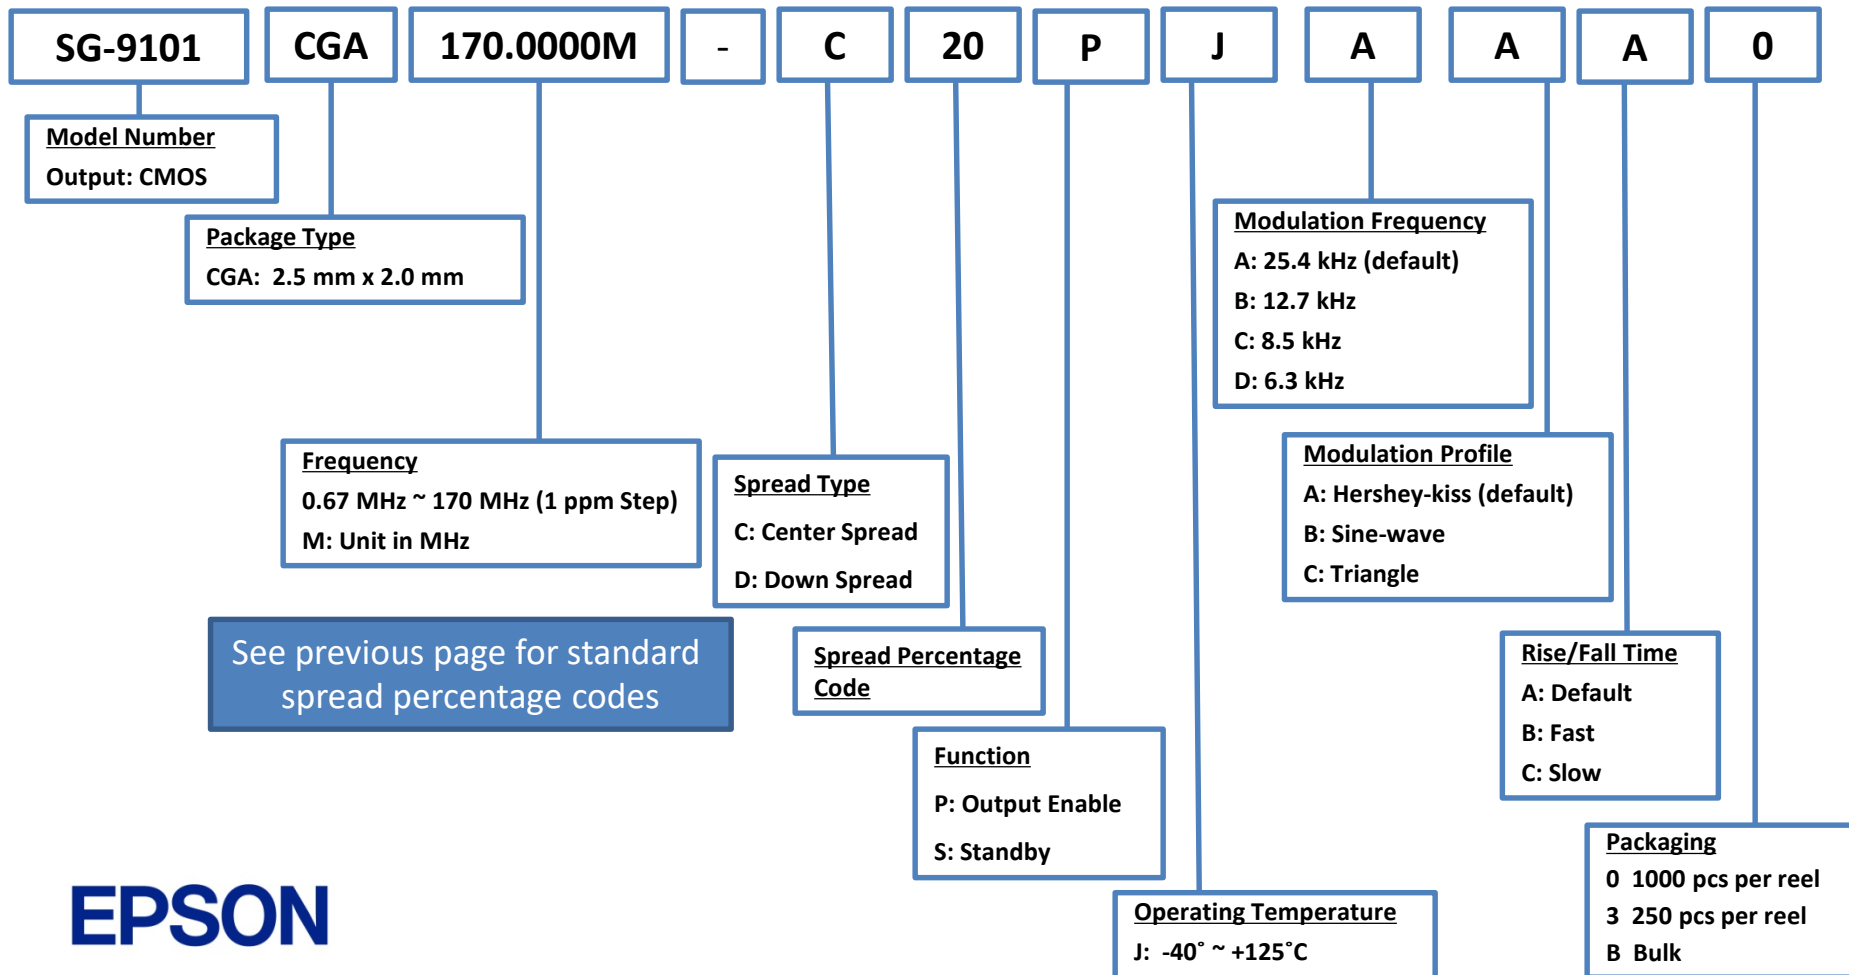 SG-9101 CGA 170.0000M - C 20 P J A A A 0
Model Number
Output: CMOS
Package Type
CGA: 2.5 mm x 2.0 mm
Modulation Frequency
A: 25.4 kHz (default)
B: 12.7 kHz
C: 8.5 kHz
D: 6.3 kHz
Frequency
0.67 MHz ~ 170 MHz (1 ppm Step)
M: Unit in MHz
Spread Type
C: Center Spread
D: Down Spread
Modulation Profile
A: Hershey-kiss (default)
B: Sine-wave
C: Triangle
See previous page for standard
spread percentage codes
Spread Percentage
Code
Rise/Fall Time
A: Default
B: Fast
C: Slow
Function
P: Output Enable
S: Standby
Packaging
0 1000 pcs per reel
3 250 pcs per reel
B Bulk
Operating Temperature
J: -40˚ ~ +125˚C
EPSON